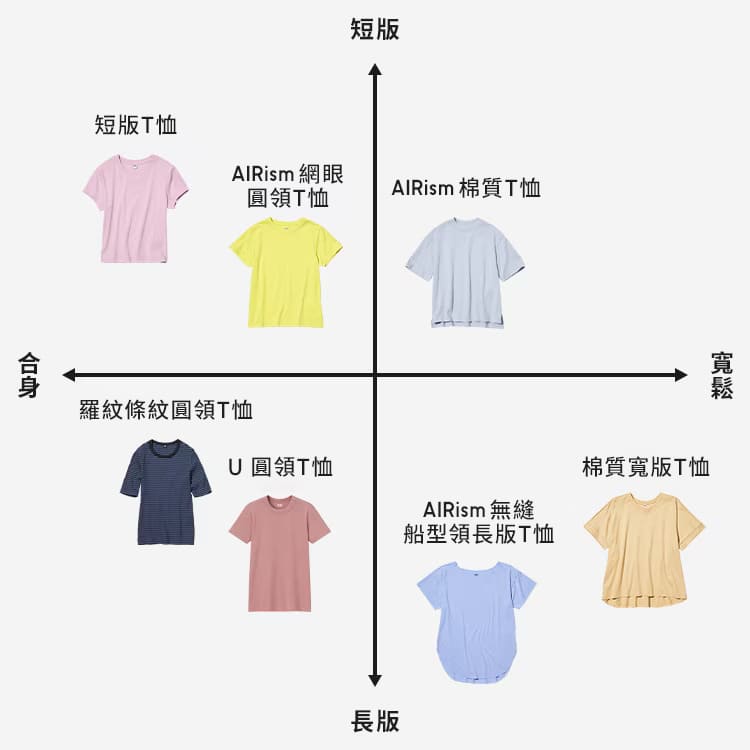 短版
短版T恤
AIRism 網眼
圓領T恤
AIRism 棉質T恤
合身
寬鬆
羅紋條紋圓領T恤
U 圓領T恤
棉質寬版T恤
AIRism 無縫
船型領長版T恤
長版